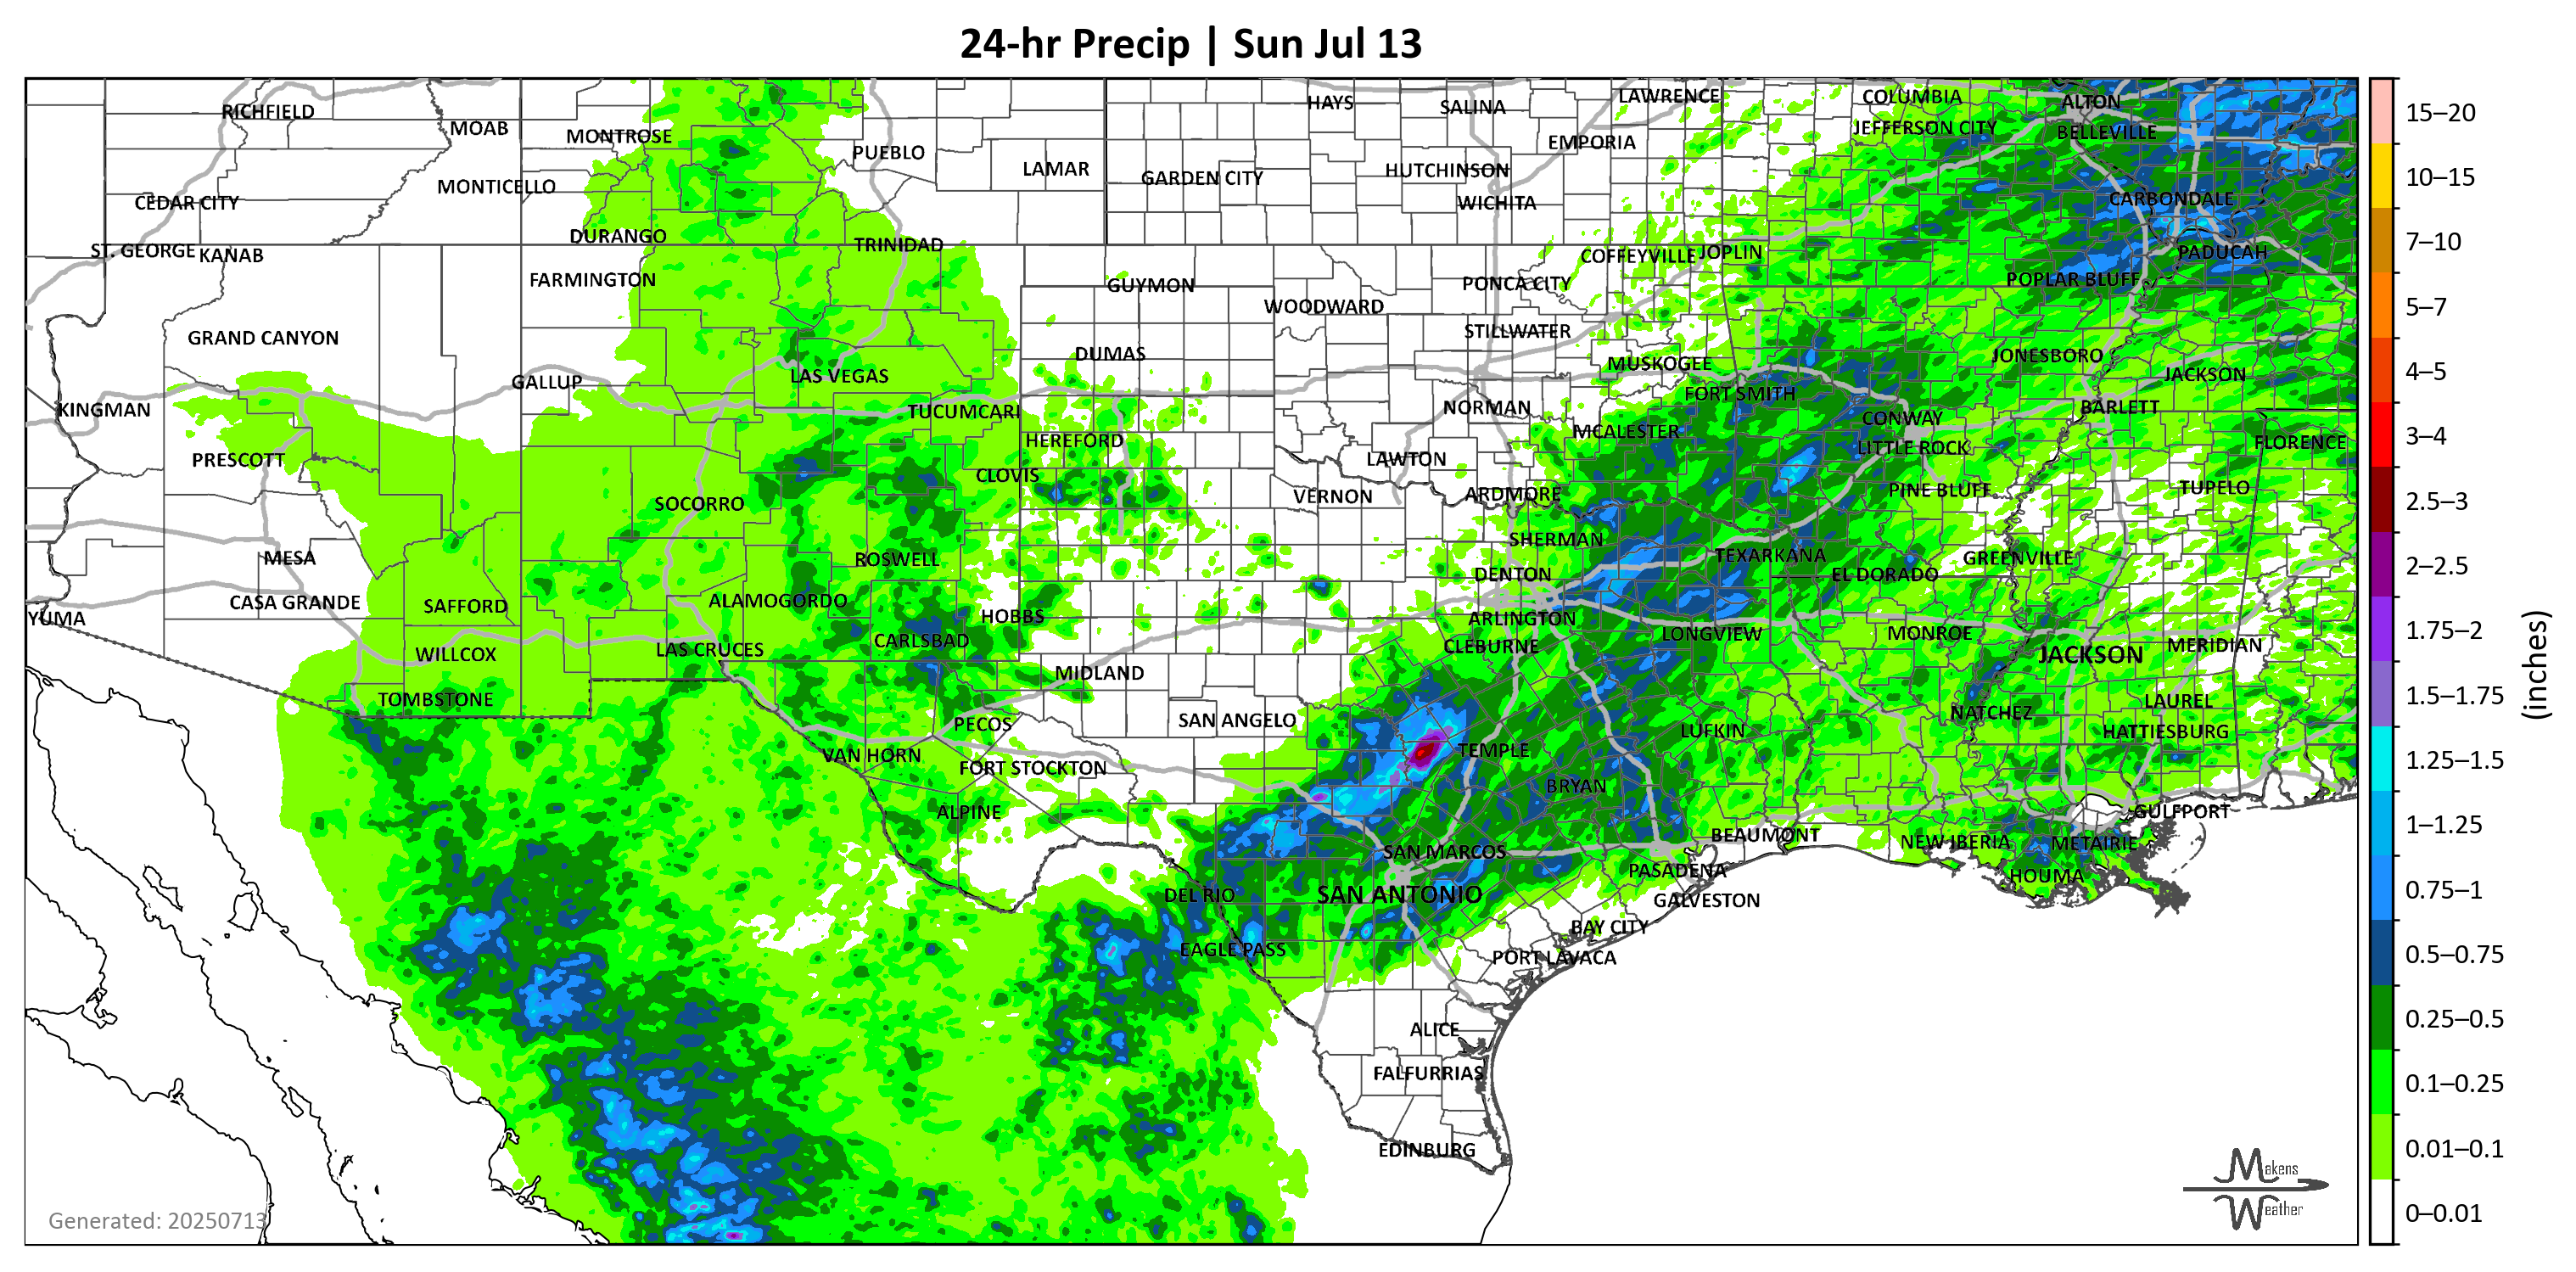 24-hr Precip | Sun Jul 13
RICHFIELD
MOAB
MONTROSE
PUEBLO
LAMAR
HAYS
SALINA
LAWRENCE
EMPORIA
COLUMBIA
JEFFERSON CITY
ALTON
BELLEVILLE
CEDAR CITY
MONTICELLO
GARDEN CITY
HUTCHINSON
WICHITA
CARBONDALE
ST. GEORGE
KANAB
DURANGO
TRINIDAD
FARMINGTON
GUYMON
WOODWARD
PONCA CITY
COFFEYVILLE
JOPLIN
POPLAR BLUFF
PADUCAH
GRAND CANYON
GALLUP
LAS VEGAS
DUMAS
STILLWATER
MUSKOGEE
JONESBORO
JACKSON
KINGMAN
PRESCOTT
TUCUMCARI
HEREFORD
NORMAN
FORT SMITH
MCALESTER
CONWAY
LITTLE ROCK
BARLETT
FLORENCE
SOCORRO
CLOVIS
VERNON
LAWTON
ARDMORE
PINE BLUFF
TUPELO
MESA
ROSWELL
SHERMAN
TEXARKANA
GREENVILLE
DENTON
EL DORADO
YUMA
CASA GRANDE
SAFFORD
ALAMOGORDO
HOBBS
ARLINGTON
WILLCOX
LAS CRUCES
CARLSBAD
CLEBURNE
LONGVIEW
MONROE
JACKSON
MERIDIAN
TOMBSTONE
MIDLAND
PECOS
SAN ANGELO
LUFKIN
NATCHEZ
LAUREL
HATTIESBURG
VAN HORN
FORT STOCKTON
TEMPLE
BRYAN
ALPINE
GULFPORT
BEAUMONT
NEW IBERIA
METAIRIE
SAN MARCOS
PASADENA
HOUMA
DEL RIO
SAN ANTONIO
GALVESTON
EAGLE PASS
BAY CITY
PORT LAVACA
ALICE
FALFURRIAS
EDINBURG
Generated: 20250713
Makens
Weather
15–20
10–15
7–10
5–7
4–5
3–4
2.5–3
2–2.5
1.75–2
1.5–1.75
1.25–1.5
1–1.25
0.75–1
0.5–0.75
0.25–0.5
0.1–0.25
0.01–0.1
0–0.01
(inches)